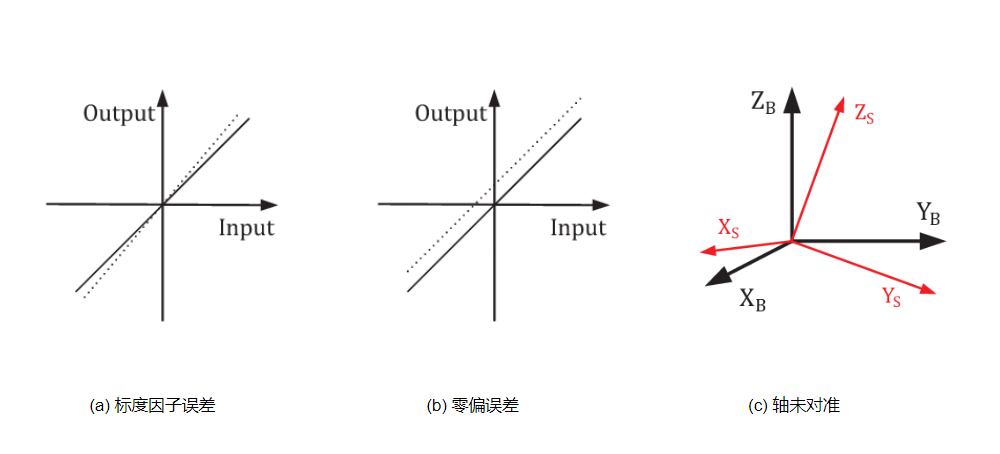 Output
Input
Output
Input
Z_B
Z_S
Y_B
X_S
X_B
Y_S
(a) 标度因子误差
(b) 零偏误差
(c) 轴未对准